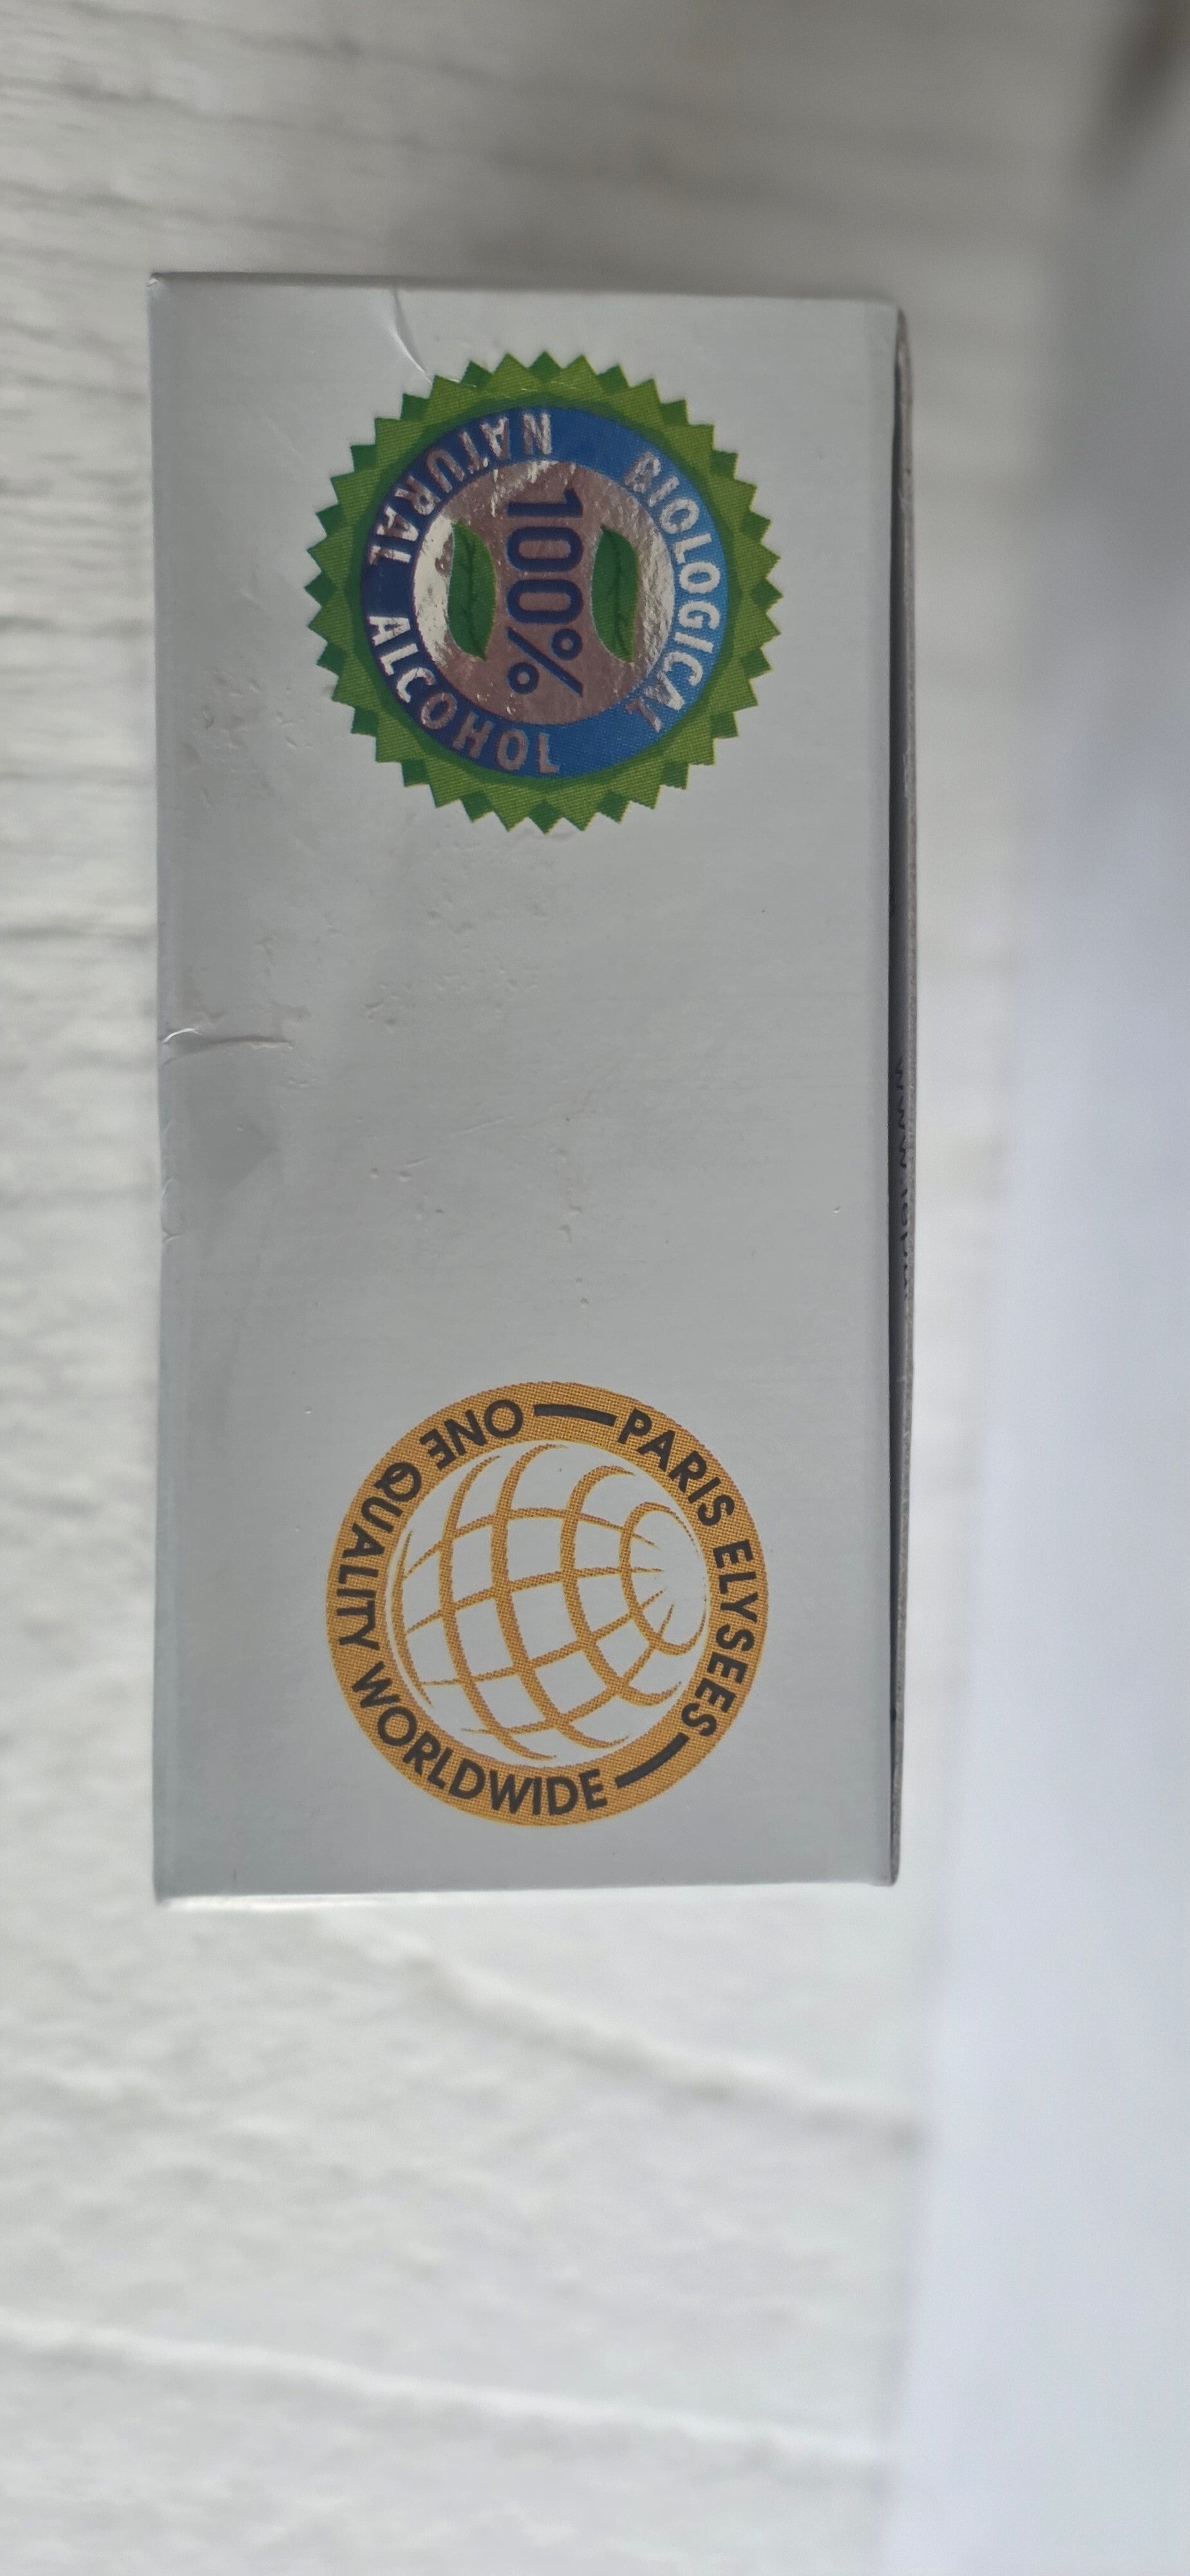 BIOLOGICAL
100%
NATURAL ALCOHOL
PARIS ELYSEES
ONE QUALITY WORLDWIDE